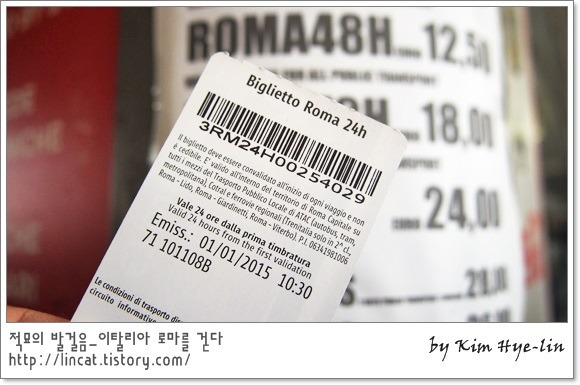 ROMA48H EURO 12,50
18,00
EURO 24,00
Biglietto Roma 24h
3RM24H00254029
Il biglietto deve essere convalidato all'inizio di ogni viaggio e non
è cedibile. E' valido all'interno del territorio di Roma Capitale su
tutti i mezzi del Trasporto Pubblico Locale di ATAC (autobus, tram,
metropolitana), Cotral e ferrovie regionali (Trenitalia solo in 2° cl.,
Roma - Lido, Roma - Giardinetti, Roma - Viterbo). P.I. 06341981006
Vale 24 ore dalla prima timbratura
Valid 24 hours from the first validation
Emiss.: 01/01/2015 10:30
71 101108B
Le condizioni di trasporto
circuito
적묘의 발걸음_이탈리아 로마를 걷다
http://lincat.tistory.com/
by Kim Hye-lin